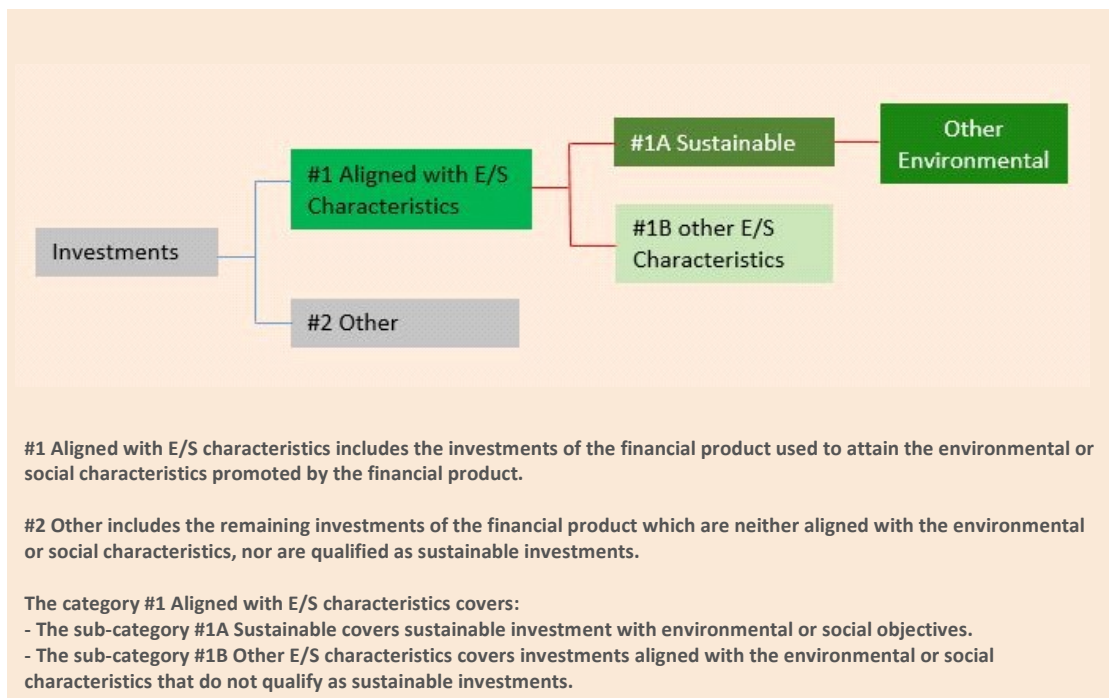 Other
Environmental
#1A Sustainable
#1 Aligned with E/S
Characteristics
#1B other E/S
Characteristics
Investments
#2 Other
#1 Aligned with E/S characteristics includes the investments of the financial product used to attain the environmental or
social characteristics promoted by the financial product.
#2 Other includes the remaining investments of the financial product which are neither aligned with the environmental
or social characteristics, nor are qualified as sustainable investments.
The category #1 Aligned with E/S characteristics covers:
- The sub-category #1A Sustainable covers sustainable investment with environmental or social objectives.
- The sub-category #1B Other E/S characteristics covers investments aligned with the environmental or social
characteristics that do not qualify as sustainable investments.